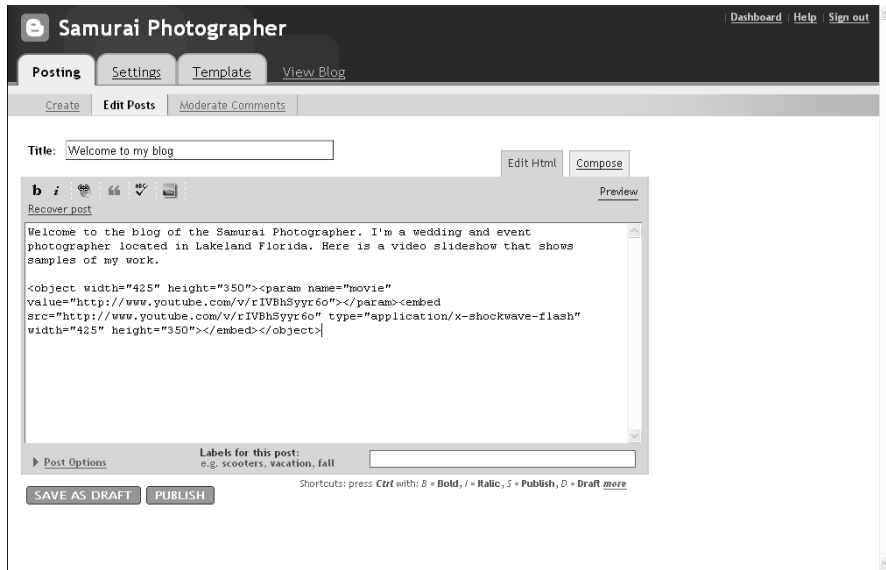 Samurai Photographer
Dashboard | Help | Sign out
Posting Settings Template View Blog
Create Edit Posts Moderate Comments
Title: Welcome to my blog
Edit Html Compose
b i ABC Preview
Recover post
Welcome to the blog of the Samurai Photographer. I'm a wedding and event
photographer located in Lakeland Florida. Here is a video slideshow that shows
samples of my work.
<object width="425" height="350"><param name="movie"
value="http://www.youtube.com/v/rIVBhSyyr6o"></param><embed
src="http://www.youtube.com/v/rIVBhSyyr6o" type="application/x-shockwave-flash"
width="425" height="350"></embed></object>
Post Options
Labels for this post:
e.g. scooters, vacation, fall
Shortcuts: press Ctrl with: B = Bold, I = Italic, S = Publish, D = Draft more
SAVE AS DRAFT PUBLISH